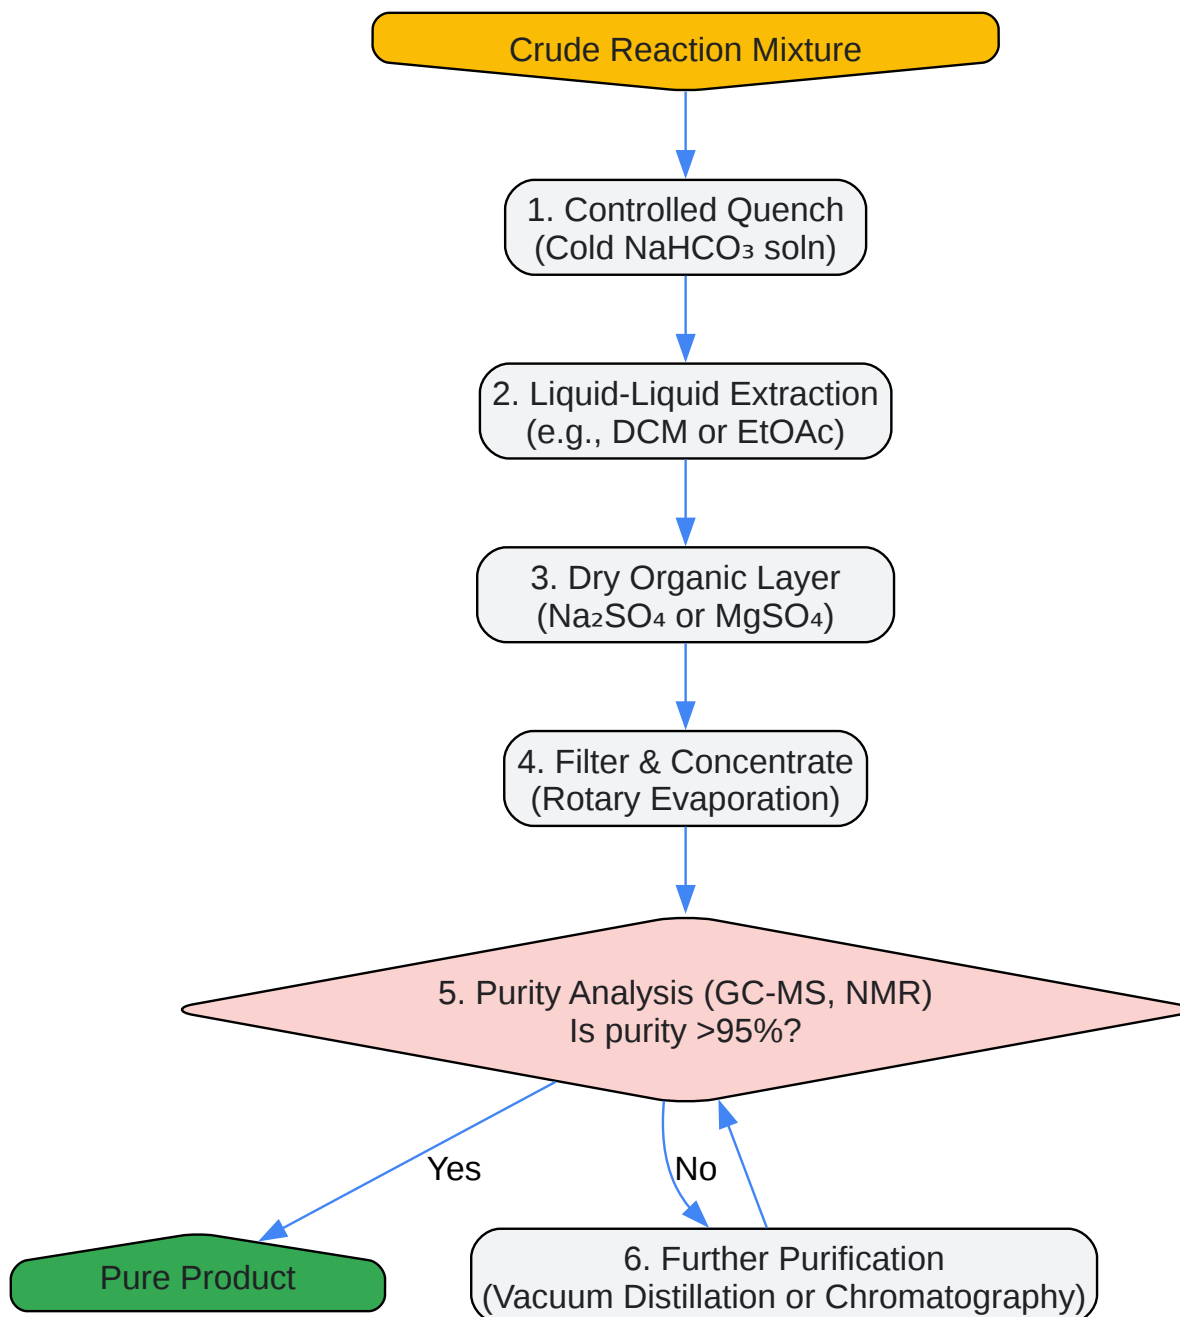 Crude Reaction Mixture
1. Controlled Quench
(Cold NaHCO₃ soln)
2. Liquid-Liquid Extraction
(e.g., DCM or EtOAc)
3. Dry Organic Layer
(Na₂SO₄ or MgSO₄)
4. Filter & Concentrate
(Rotary Evaporation)
5. Purity Analysis (GC-MS, NMR)
Is purity >95%?
Yes
No
Pure Product
6. Further Purification
(Vacuum Distillation or Chromatography)